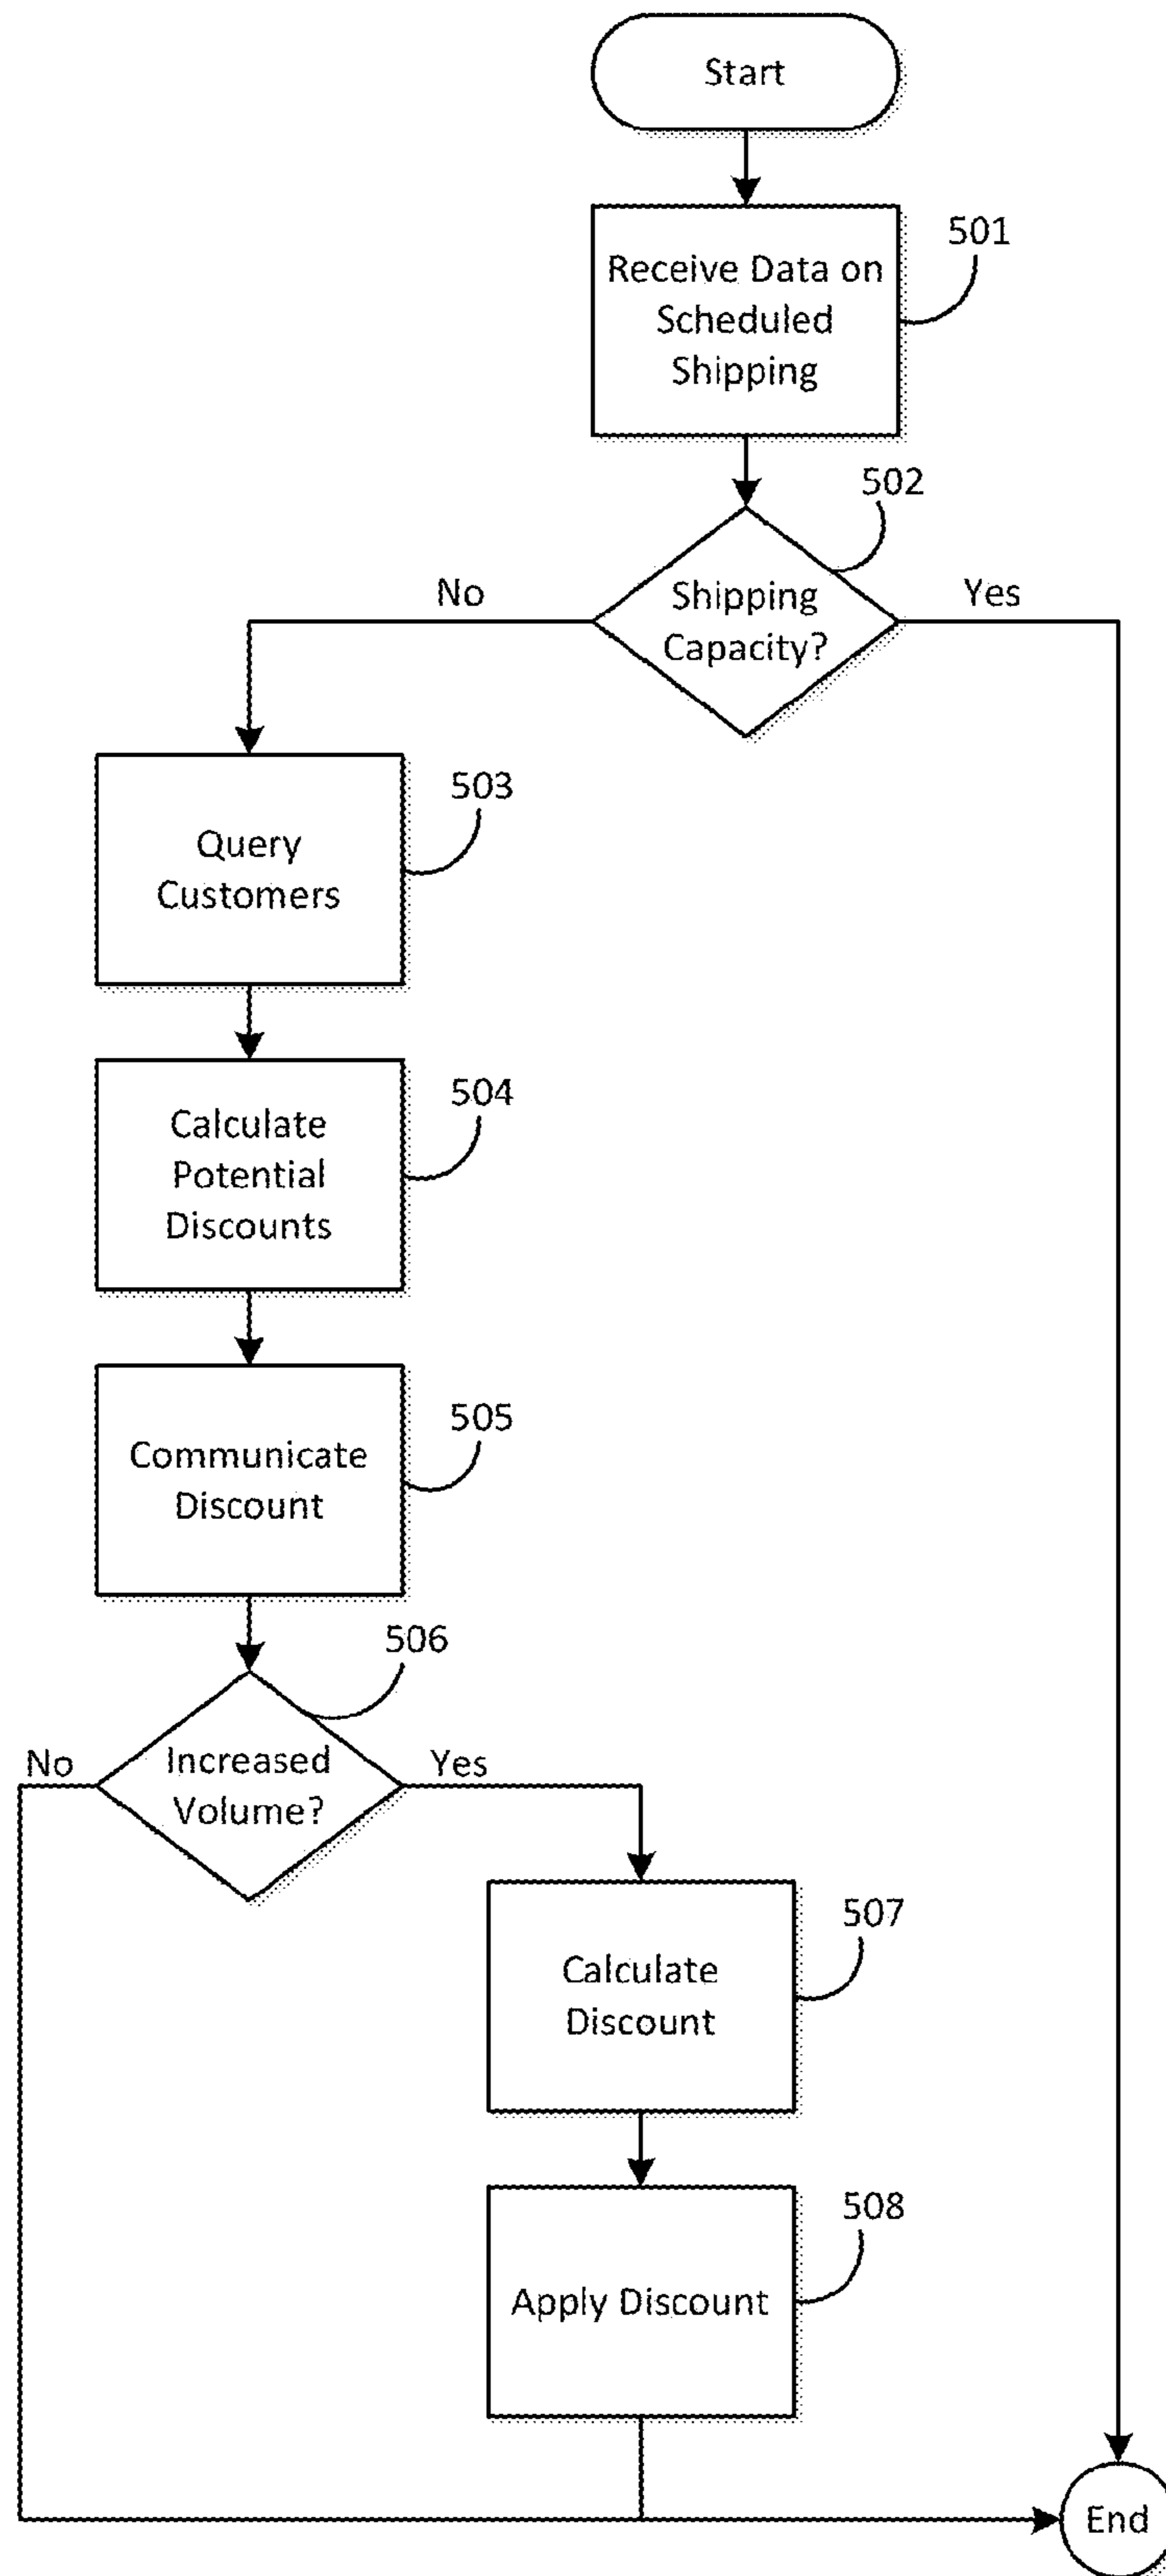 Start
501
Receive Data on
Scheduled
Shipping
502
No
Yes
Shipping
Capacity?
503
Query
Customers
504
Calculate
Potential
Discounts
505
Communicate
Discount
506
No
Yes
Increased
Volume?
507
Calculate
Discount
508
Apply Discount
End